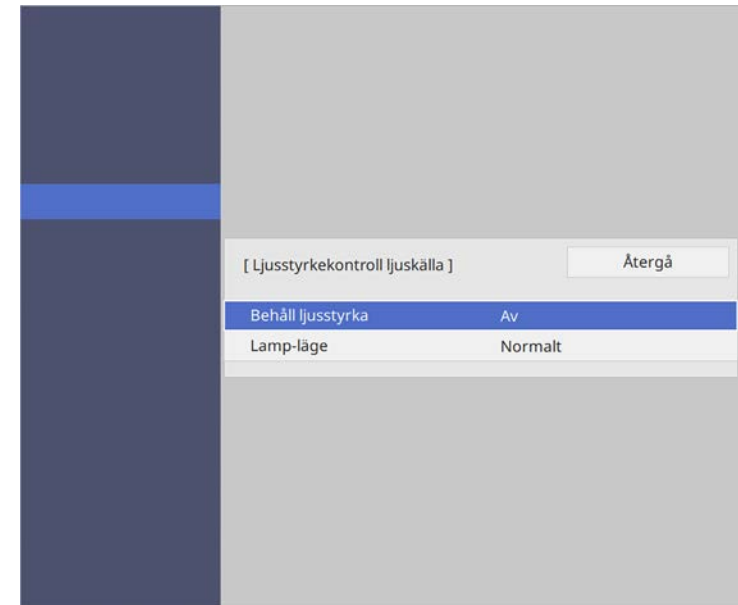 [ Ljusstyrkekontroll ljuskälla ] Återgå
Behåll ljusstyrka Av
Lamp-läge Normalt